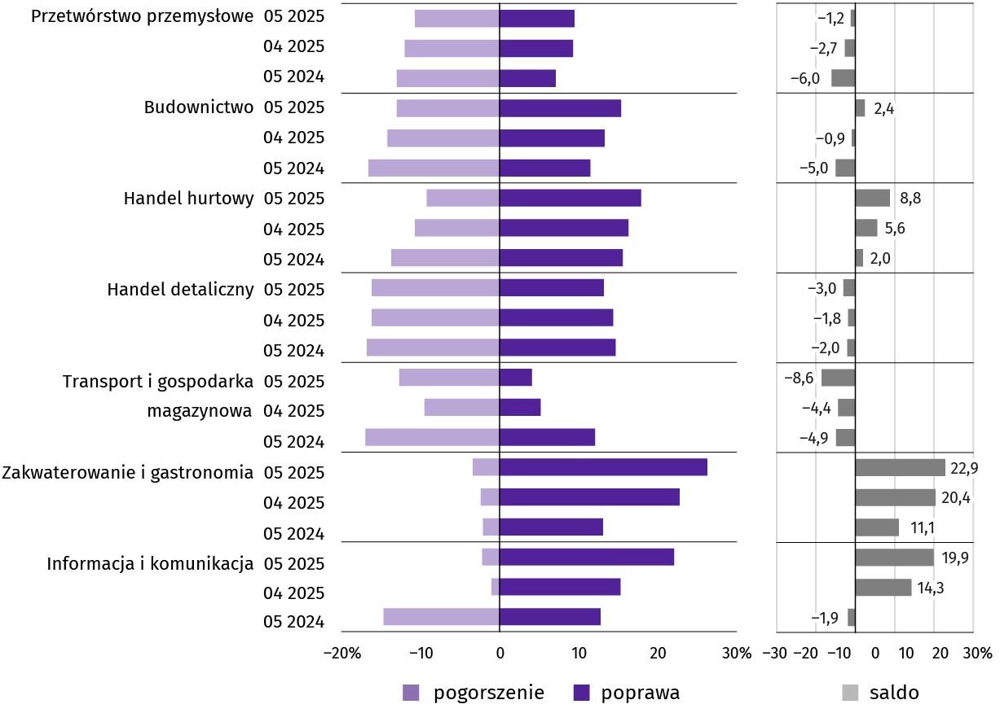 Przetwórstwo przemysłowe 05 2025 −1,2
04 2025 −2,7
05 2024 −6,0
Budownictwo 05 2025 2,4
04 2025 −0,9
05 2024 −5,0
Handel hurtowy 05 2025 8,8
04 2025 5,6
05 2024 2,0
Handel detaliczny 05 2025 −3,0
04 2025 −1,8
05 2024 −2,0
Transport i gospodarka 05 2025 −8,6
magazynowa 04 2025 −4,4
05 2024 −4,9
Zakwaterowanie i gastronomia 05 2025 22,9
04 2025 20,4
05 2024 11,1
Informacja i komunikacja 05 2025 19,9
04 2025 14,3
05 2024 −1,9
−20% −10 0 10 20 30% −30 −20 −10 0 10 20 30%
pogorszenie poprawa saldo